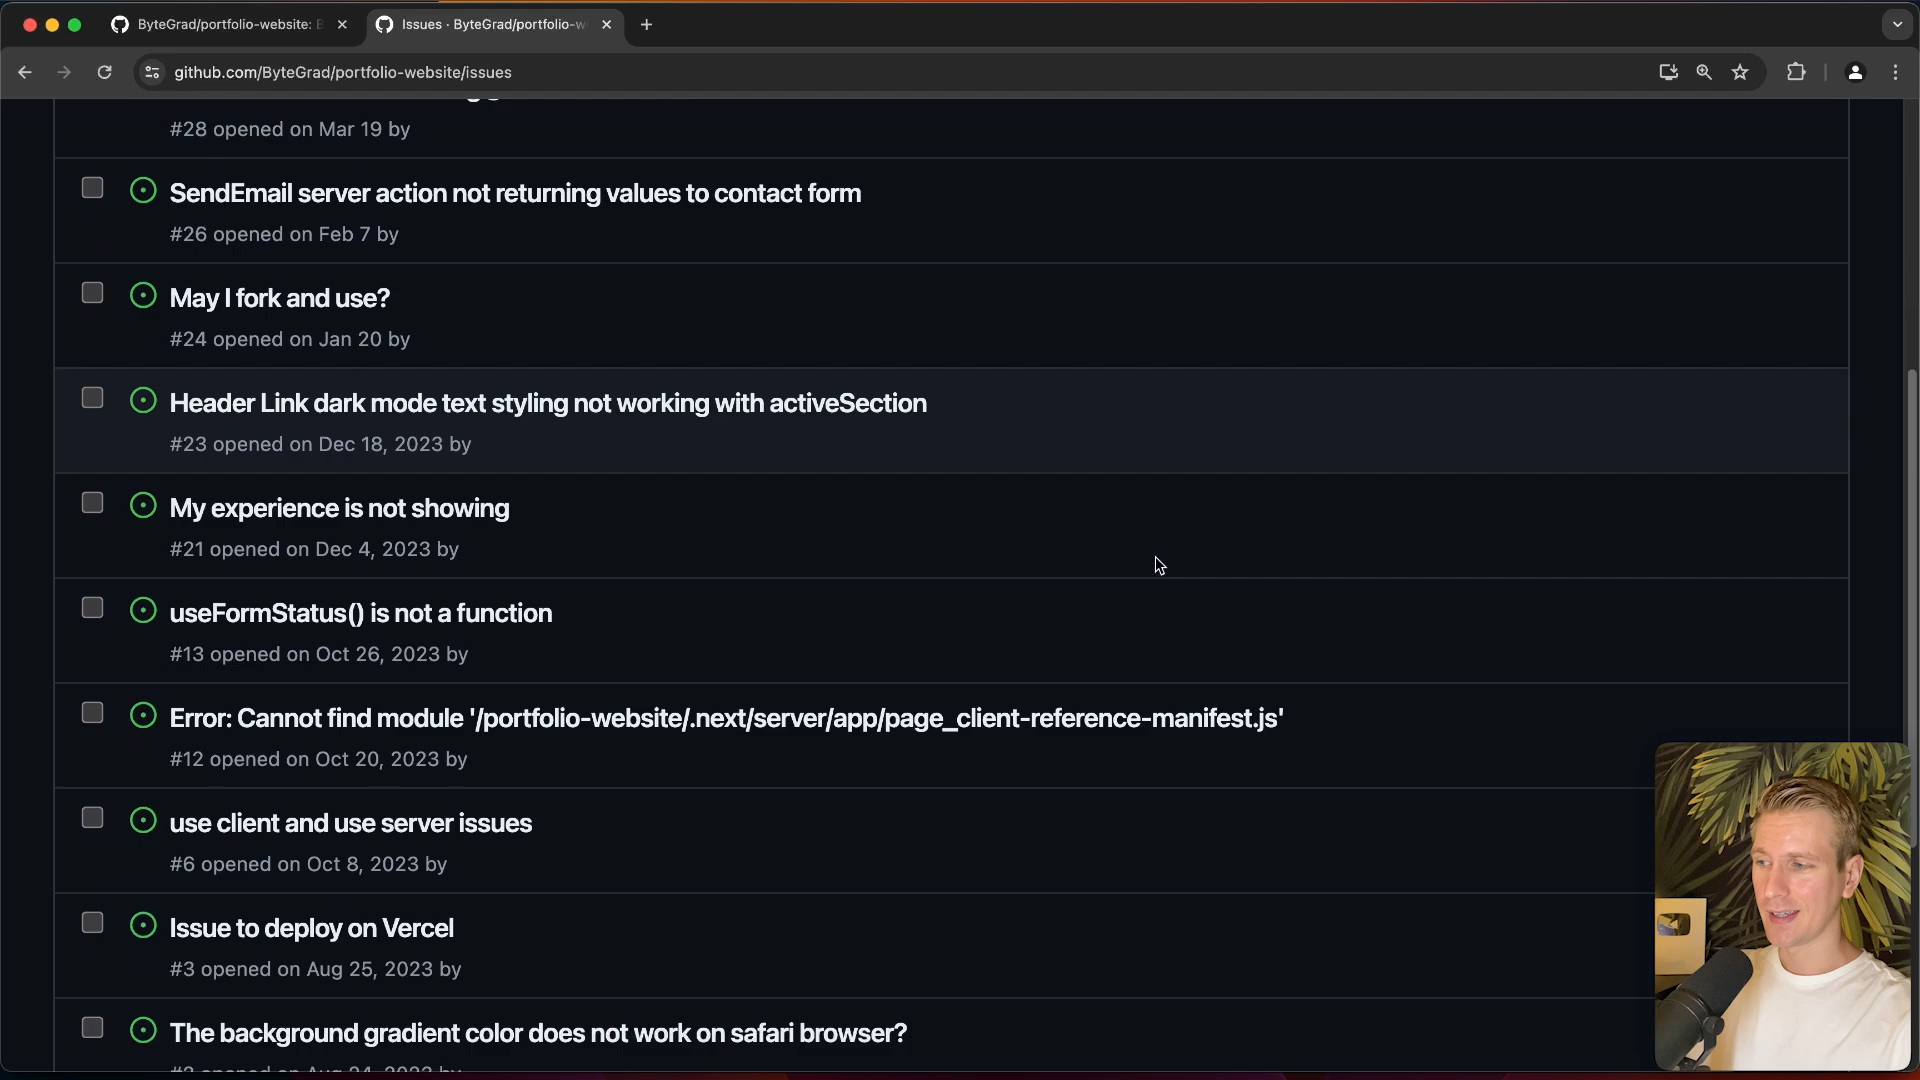 ByteGrad/portfolio-website:
Issues · ByteGrad/portfolio-w
github.com/ByteGrad/portfolio-website/issues
#28 opened on Mar 19 by
SendEmail server action not returning values to contact form
#26 opened on Feb 7 by
May I fork and use?
#24 opened on Jan 20 by
Header Link dark mode text styling not working with activeSection
#23 opened on Dec 18, 2023 by
My experience is not showing
#21 opened on Dec 4, 2023 by
useFormStatus() is not a function
#13 opened on Oct 26, 2023 by
Error: Cannot find module '/portfolio-website/.next/server/app/page_client-reference-manifest.js'
#12 opened on Oct 20, 2023 by
use client and use server issues
#6 opened on Oct 8, 2023 by
Issue to deploy on Vercel
#3 opened on Aug 25, 2023 by
The background gradient color does not work on safari browser?
#2 opened on Aug 24, 2023 by